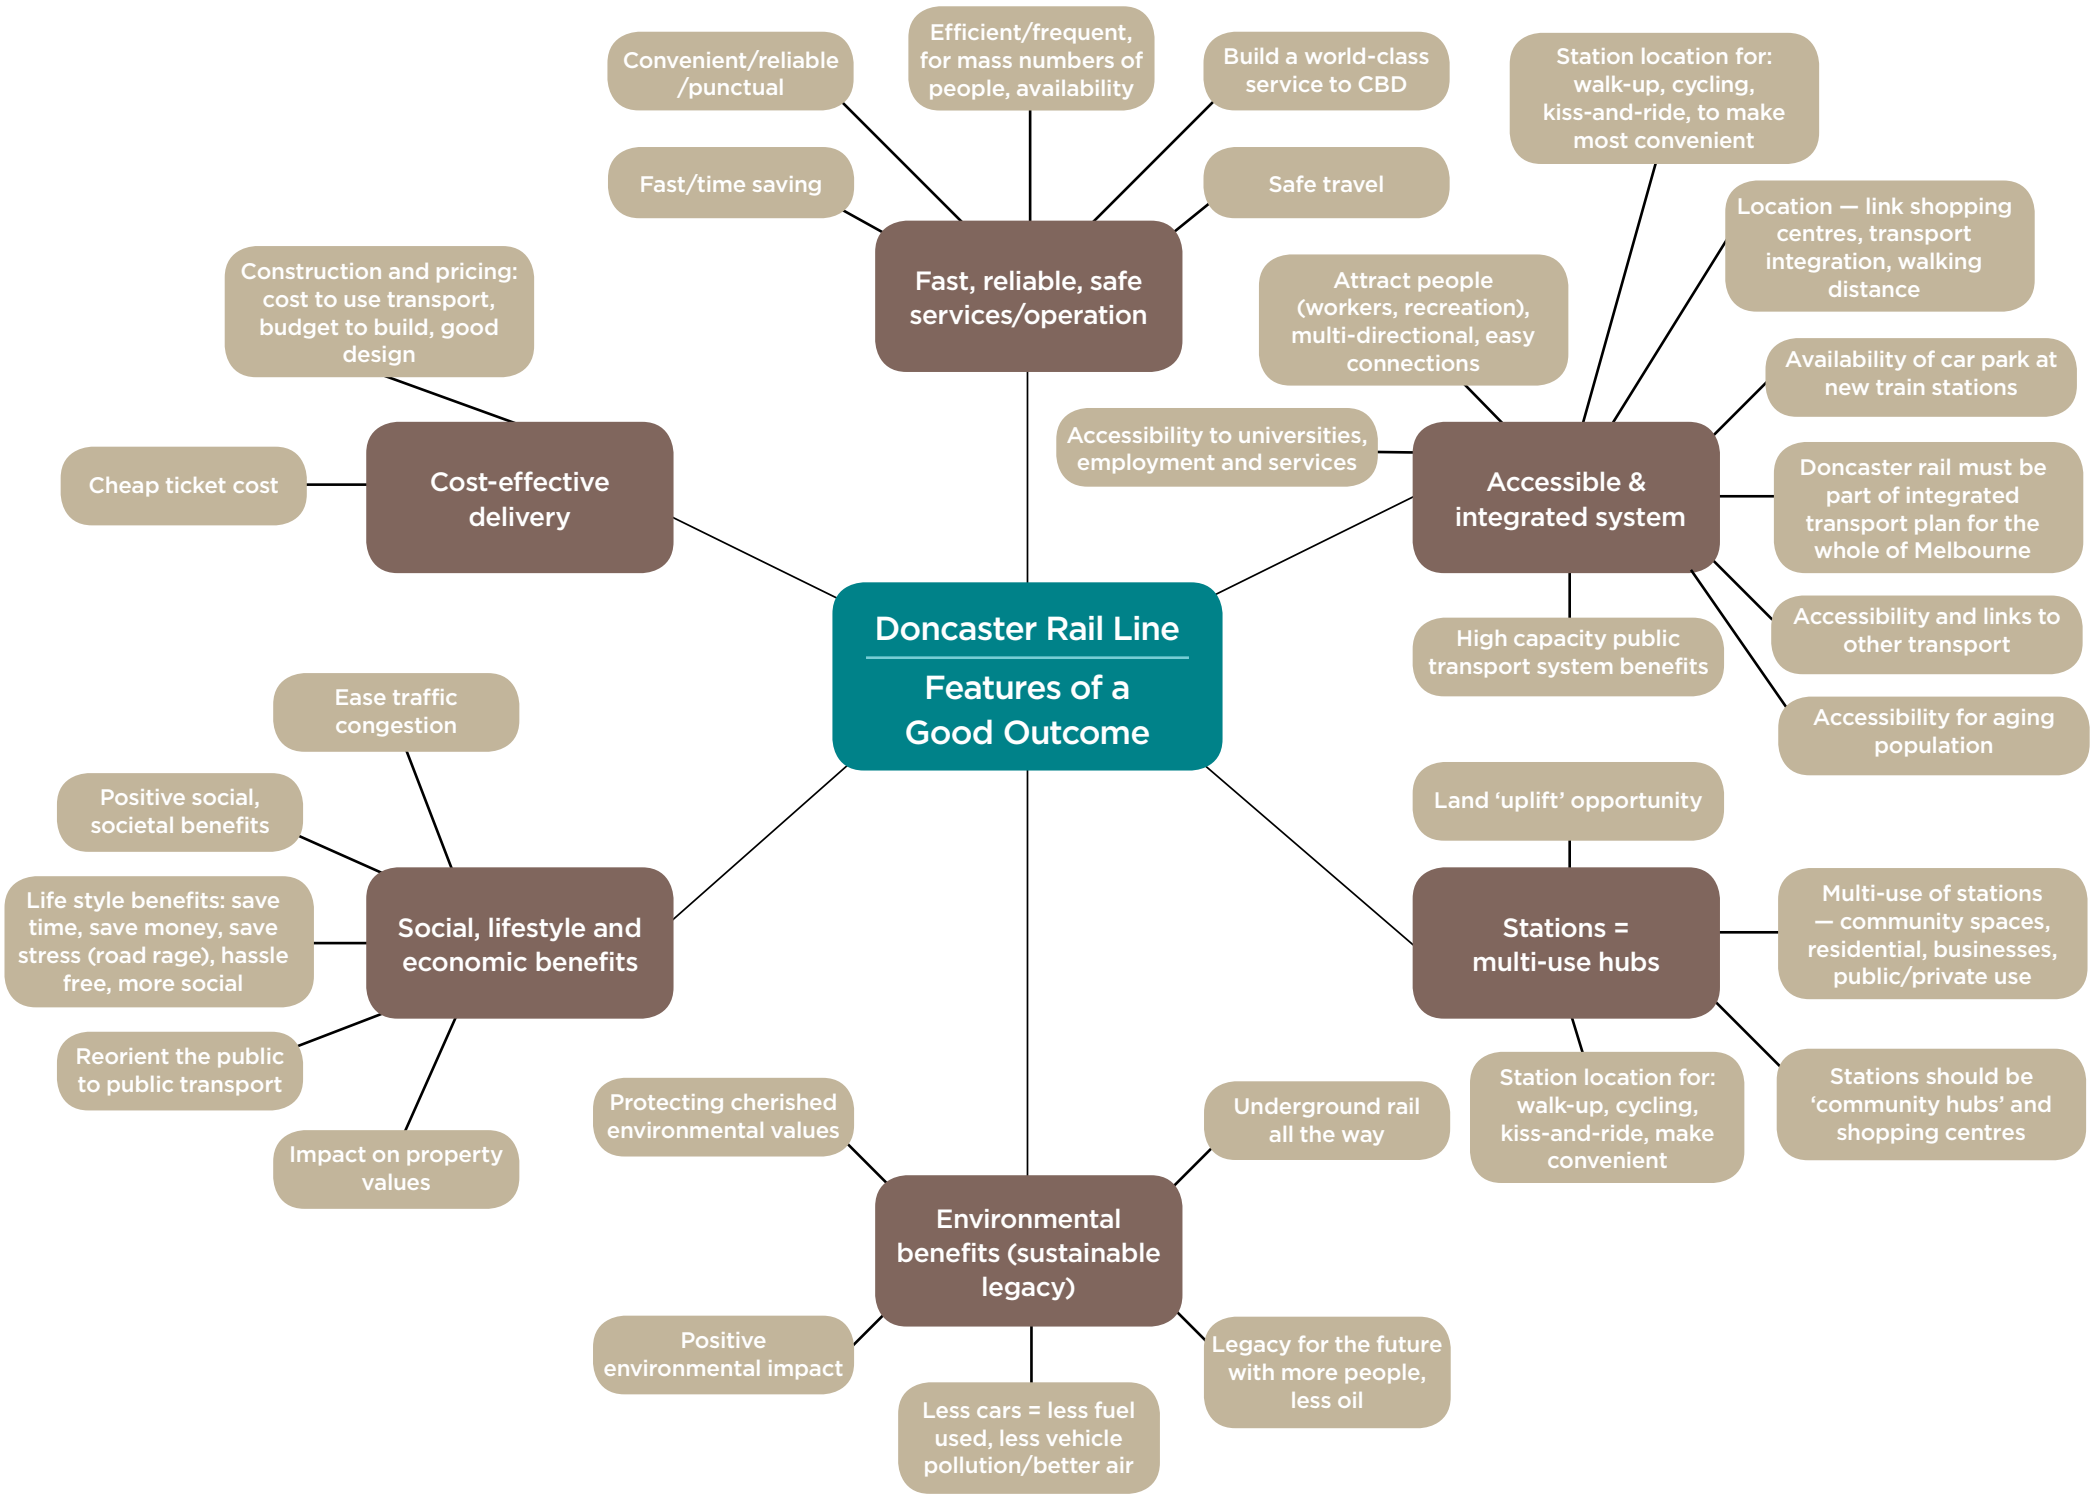 Doncaster Rail Line
Features of a
Good Outcome
Fast, reliable, safe
services/operation
Fast/time saving
Convenient/reliable
/punctual
Efficient/frequent,
for mass numbers of
people, availability
Build a world-class
service to CBD
Safe travel
Accessible &
integrated system
Accessibility to universities,
employment and services
Attract people
(workers, recreation),
multi-directional, easy
connections
Station location for:
walk-up, cycling,
kiss-and-ride, to make
most convenient
Location — link shopping
centres, transport
integration, walking
distance
Availability of car park at
new train stations
Doncaster rail must be
part of integrated
transport plan for the
whole of Melbourne
Accessibility and links to
other transport
Accessibility for aging
population
High capacity public
transport system benefits
Stations =
multi-use hubs
Land ‘uplift’ opportunity
Multi-use of stations
— community spaces,
residential, businesses,
public/private use
Stations should be
‘community hubs’ and
shopping centres
Station location for:
walk-up, cycling,
kiss-and-ride, make
convenient
Environmental
benefits (sustainable
legacy)
Underground rail
all the way
Legacy for the future
with more people,
less oil
Less cars = less fuel
used, less vehicle
pollution/better air
Positive
environmental impact
Protecting cherished
environmental values
Social, lifestyle and
economic benefits
Impact on property
values
Reorient the public
to public transport
Life style benefits: save
time, save money, save
stress (road rage), hassle
free, more social
Positive social,
societal benefits
Ease traffic
congestion
Cost-effective
delivery
Cheap ticket cost
Construction and pricing:
cost to use transport,
budget to build, good
design